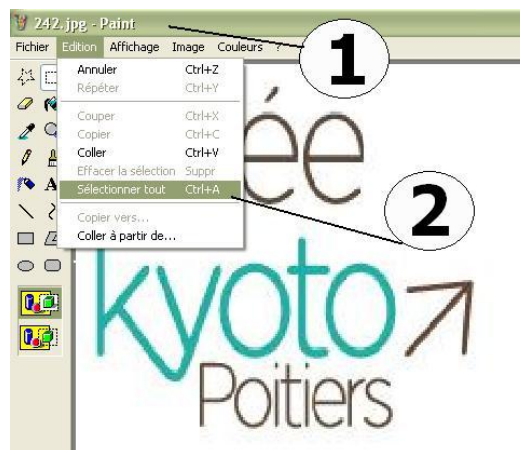 242.jpg - Paint
Fichier Edition Affichage Image Couleurs ?
1
Annuler Ctrl+Z
Répéter Ctrl+Y
Couper Ctrl+X
Copier Ctrl+C
Coller Ctrl+V
Effacer la sélection Suppr
Sélectionner tout Ctrl+A
Copier vers...
Coller à partir de...
ée
2
kyoto
Poitiers